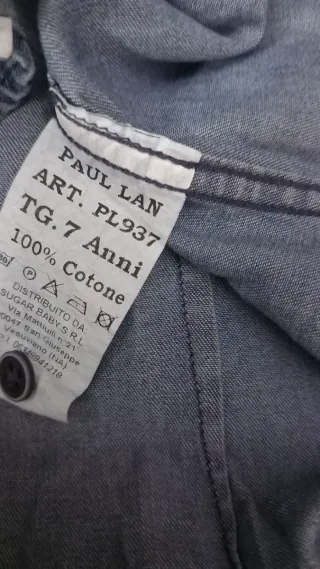 PAUL LAN
ART. PL937
TG. 7 Anni
100% Cotone
P
DISTRIBUITO DA:
SUGAR BABY S.R.L.
Via Mattiulli n°21
80047 San Giuseppe
Vesuviano (NA)